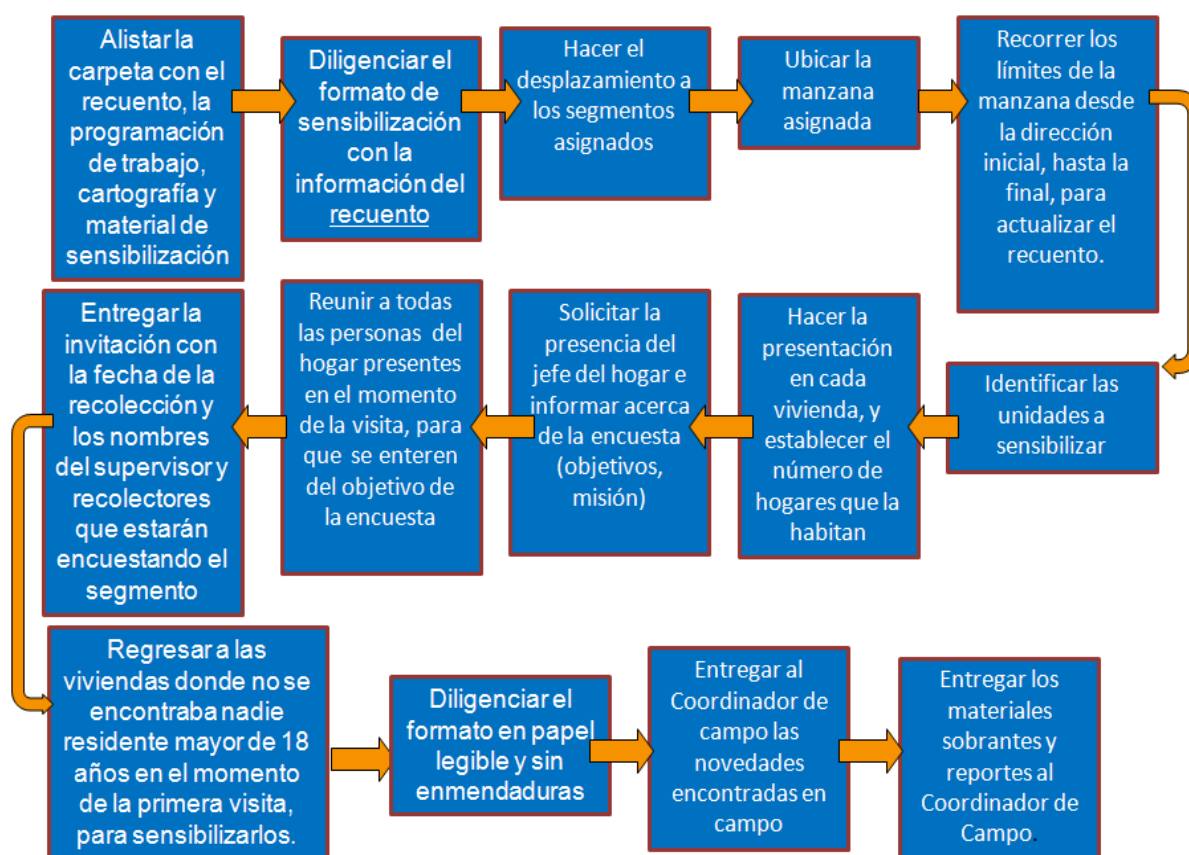 Alistar la
carpeta con el
recuento, la
programación
de trabajo,
cartografía y
material de
sensibilización
Diligenciar el
formato de
sensibilización
con la
información del
recuento
Hacer el
desplazamiento a
los segmentos
asignados
Ubicar la
manzana
asignada
Recorrer los
límites de la
manzana desde
la dirección
inicial, hasta la
final, para
actualizar el
recuento.
Identificar las
unidades a
sensibilizar
Hacer la
presentación
en cada
vivienda, y
establecer el
número de
hogares que la
habitan
Solicitar la
presencia del
jefe del hogar e
informar acerca
de la encuesta
(objetivos,
misión)
Reunir a todas
las personas del
hogar presentes
en el momento
de la visita, para
que se enteren
del objetivo de
la encuesta
Entregar la
invitación con
la fecha de la
recolección y
los nombres
del supervisor y
recolectores
que estarán
encuestando el
segmento
Regresar a las
viviendas donde no se
encontraba nadie
residente mayor de 18
años en el momento
de la primera visita,
para sensibilizarlos.
Diligenciar el
formato en papel
legible y sin
enmendaduras
Entregar al
Coordinador de
campo las
novedades
encontradas en
campo
Entregar los
materiales
sobrantes y
reportes al
Coordinador de
Campo.